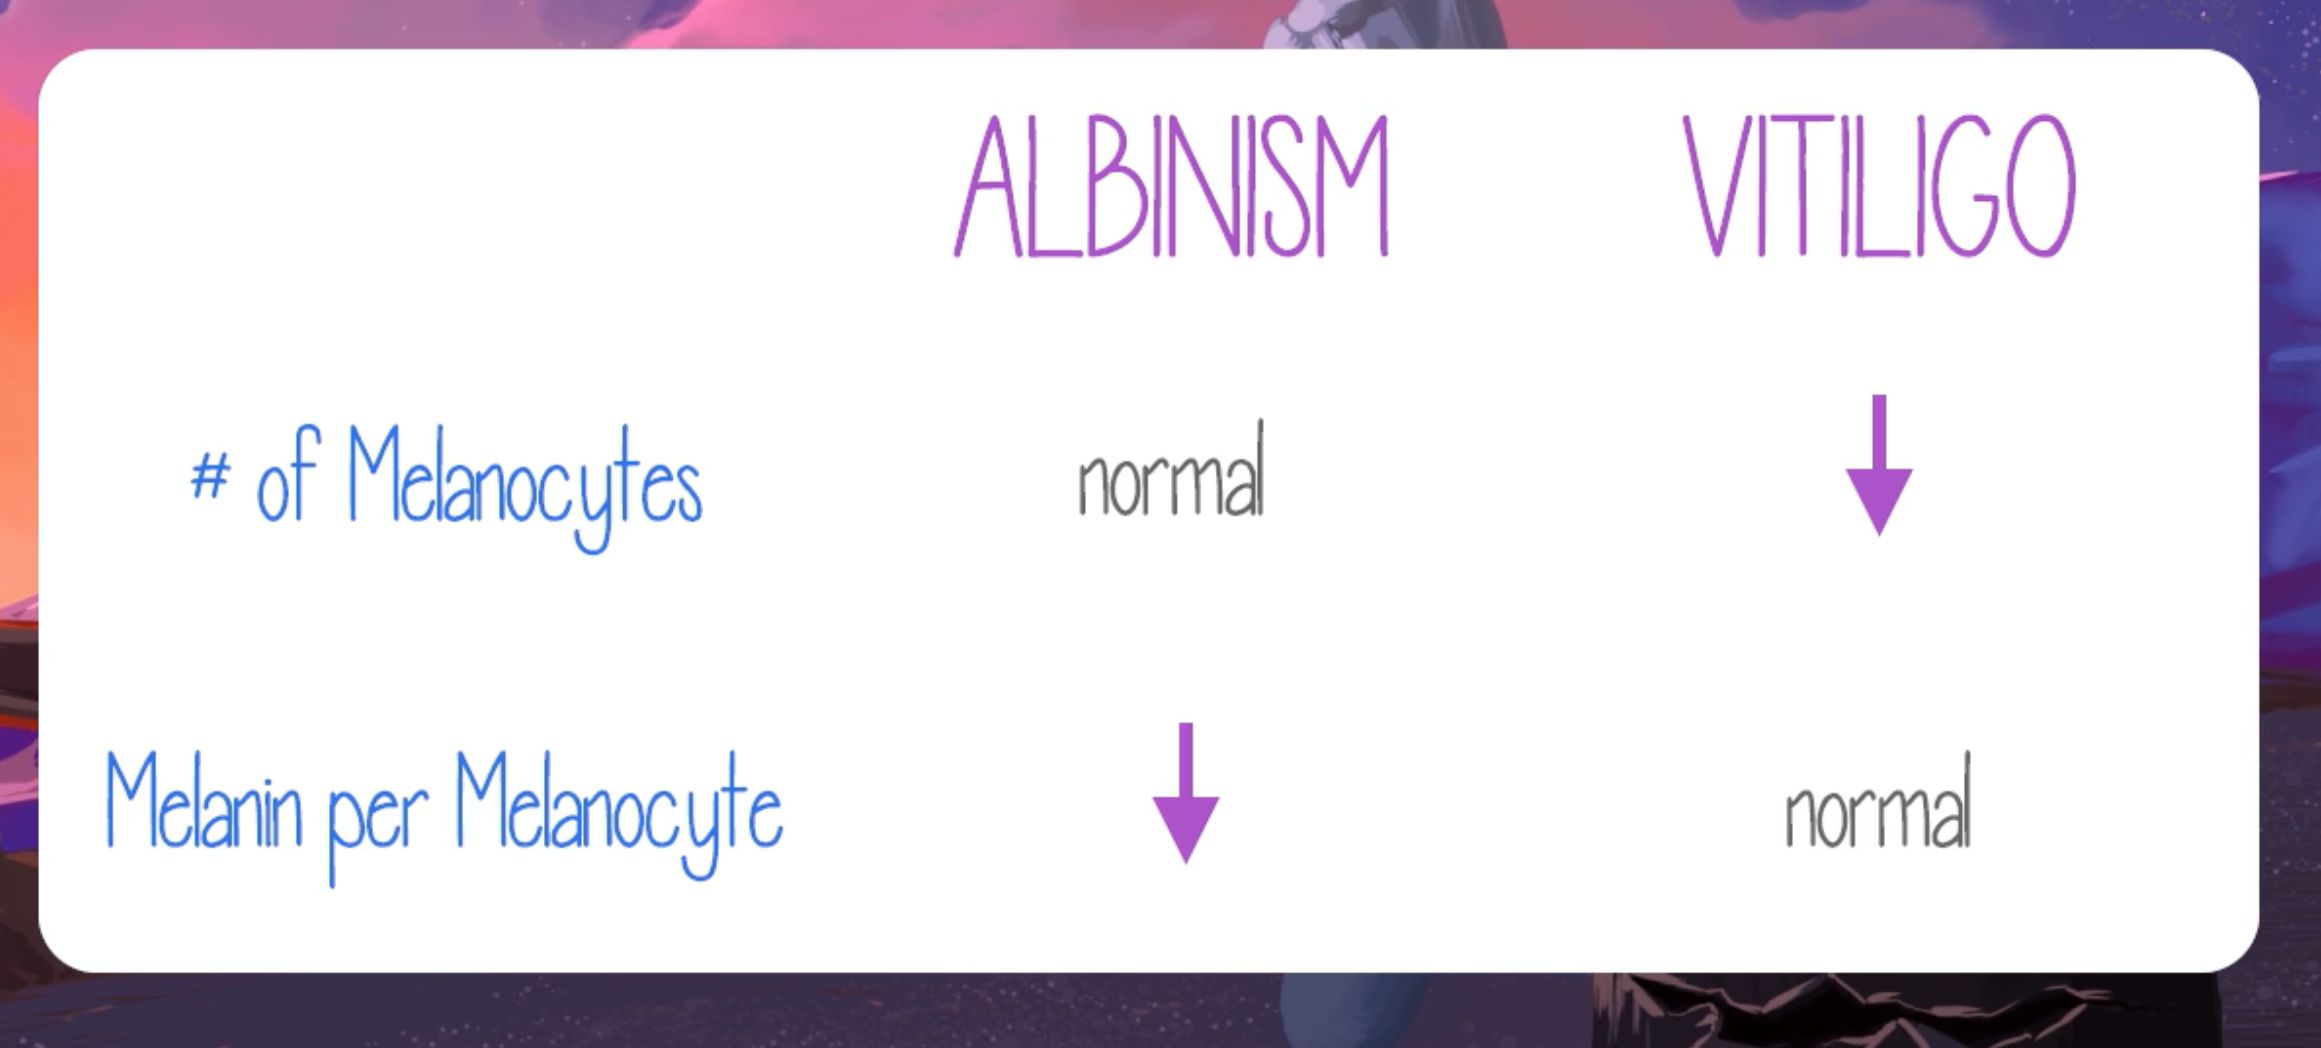 ALBINISM VITILIGO
# of Melanocytes normal
Melanin per Melanocyte normal